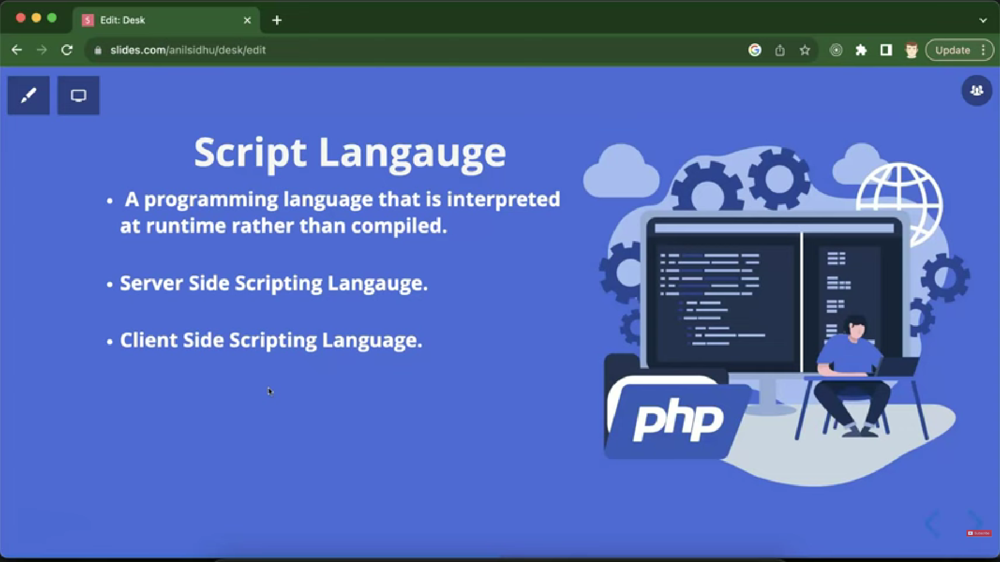 Edit: Desk
slides.com/anilsidhu/desk/edit
Update
Script Langauge
• A programming language that is interpreted
at runtime rather than compiled.
• Server Side Scripting Langauge.
• Client Side Scripting Language.
php
Subscribe